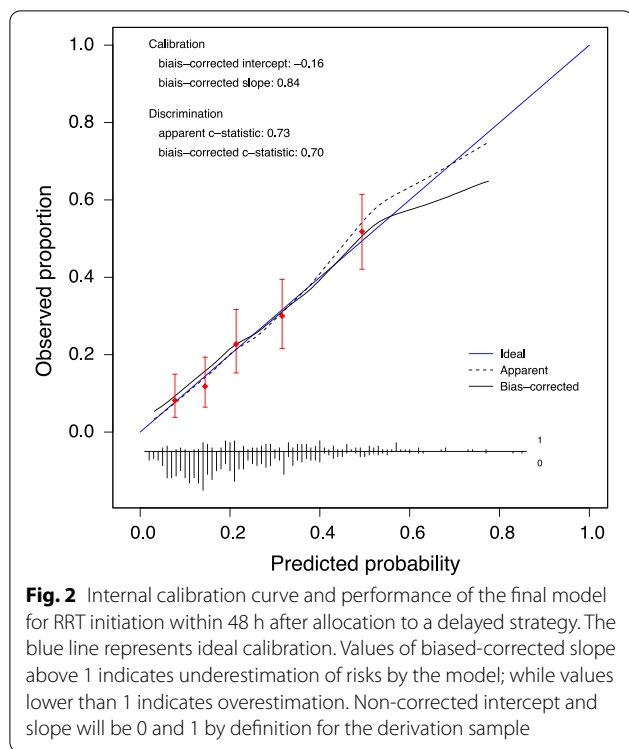 Calibration
biais–corrected intercept: –0.16
biais–corrected slope: 0.84
Discrimination
apparent c–statistic: 0.73
biais–corrected c–statistic: 0.70
1.0
0.8
0.6
0.4
0.2
0.0
Observed proportion
Ideal
Apparent
Bias–corrected
1
0
0.0 0.2 0.4 0.6 0.8 1.0
Predicted probability
Fig. 2 Internal calibration curve and performance of the final model
for RRT initiation within 48 h after allocation to a delayed strategy. The
blue line represents ideal calibration. Values of biased-corrected slope
above 1 indicates underestimation of risks by the model; while values
lower than 1 indicates overestimation. Non-corrected intercept and
slope will be 0 and 1 by definition for the derivation sample